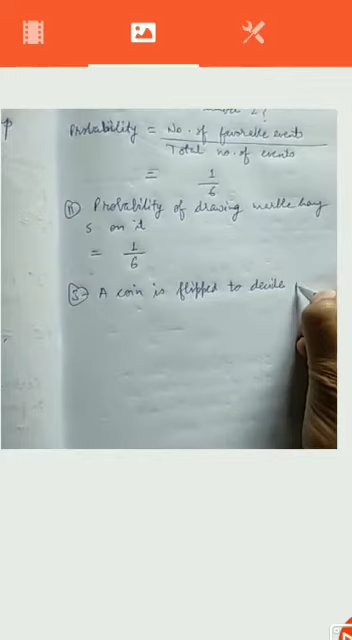 Probability = No. of favorable events
Total no. of events
= 1
6
(ii) Probability of drawing marble having
5 on it
= 1
6
5- A coin is flipped to decide